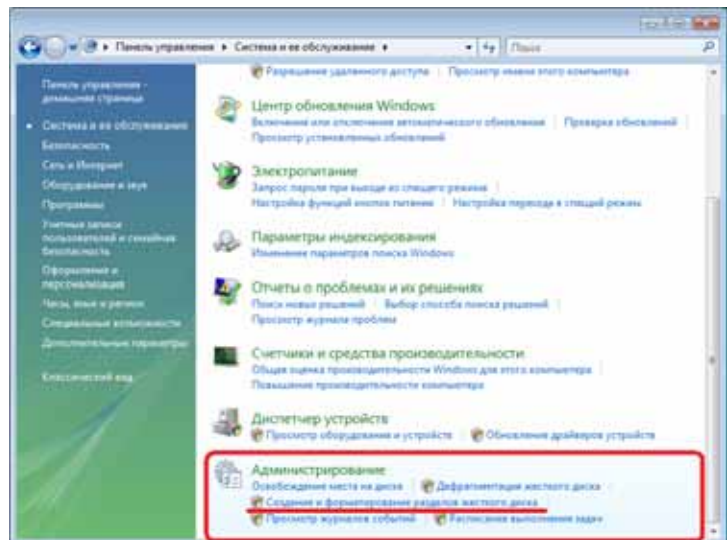 Панель управления ▸ Система и ее обслуживание ▸
Поиск
Панель управления -
домашняя страница
Система и ее обслуживание
Безопасность
Сеть и Интернет
Оборудование и звук
Программы
Учетные записи
пользователей и семейная
безопасность
Оформление и
персонализация
Часы, язык и регион
Специальные возможности
Дополнительные параметры
Классический вид
Разрешение удаленного доступа | Просмотр имени этого компьютера
Центр обновления Windows
Включение или отключение автоматического обновления | Проверка обновлений
Просмотр установленных обновлений
Электропитание
Запрос пароля при выходе из спящего режима
Настройка функций кнопок питания | Настройка перехода в спящий режим
Параметры индексирования
Изменение параметров поиска Windows
Отчеты о проблемах и их решениях
Поиск новых решений | Выбор способа поиска решений
Просмотр журнала проблем
Счетчики и средства производительности
Общая оценка производительности Windows для этого компьютера
Повышение производительности компьютера
Диспетчер устройств
Просмотр оборудования и устройств | Обновление драйверов устройств
Администрирование
Освобождение места на диске | Дефрагментация жесткого диска
Создание и форматирование разделов жесткого диска
Просмотр журналов событий | Расписание выполнения задач